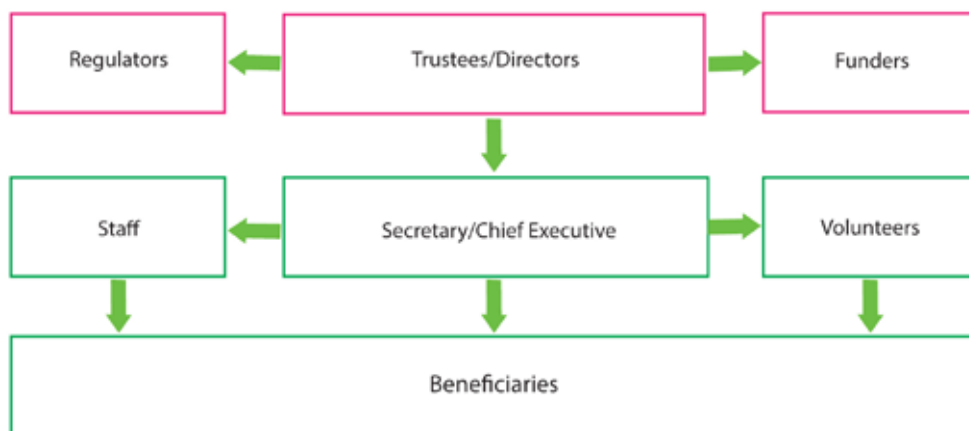 Regulators
Trustees/Directors
Funders
Staff
Secretary/Chief Executive
Volunteers
Beneficiaries